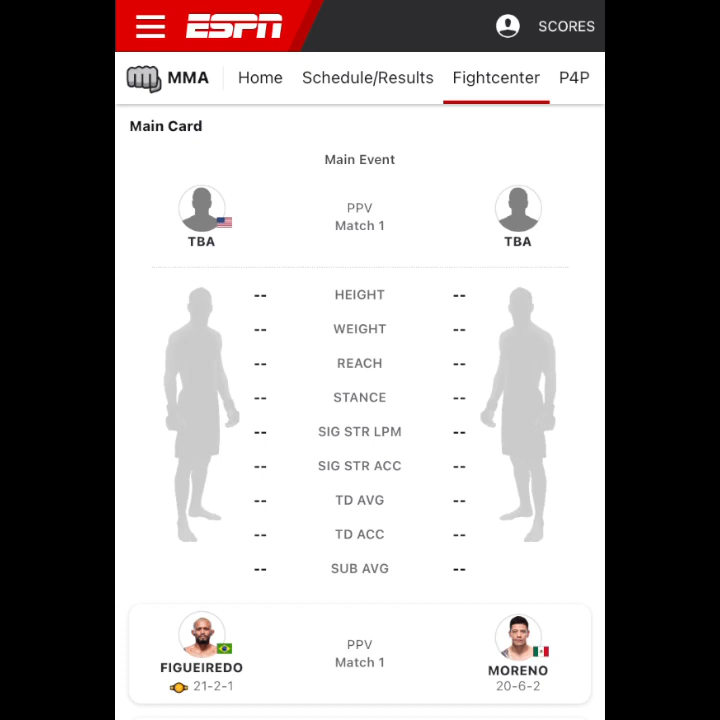 ESPN
SCORES
MMA Home Schedule/Results Fightcenter P4P
Main Card
Main Event
PPV
Match 1
TBA TBA
-- HEIGHT --
-- WEIGHT --
-- REACH --
-- STANCE --
-- SIG STR LPM --
-- SIG STR ACC --
-- TD AVG --
-- TD ACC --
-- SUB AVG --
PPV
Match 1
FIGUEIREDO MORENO
21-2-1 20-6-2